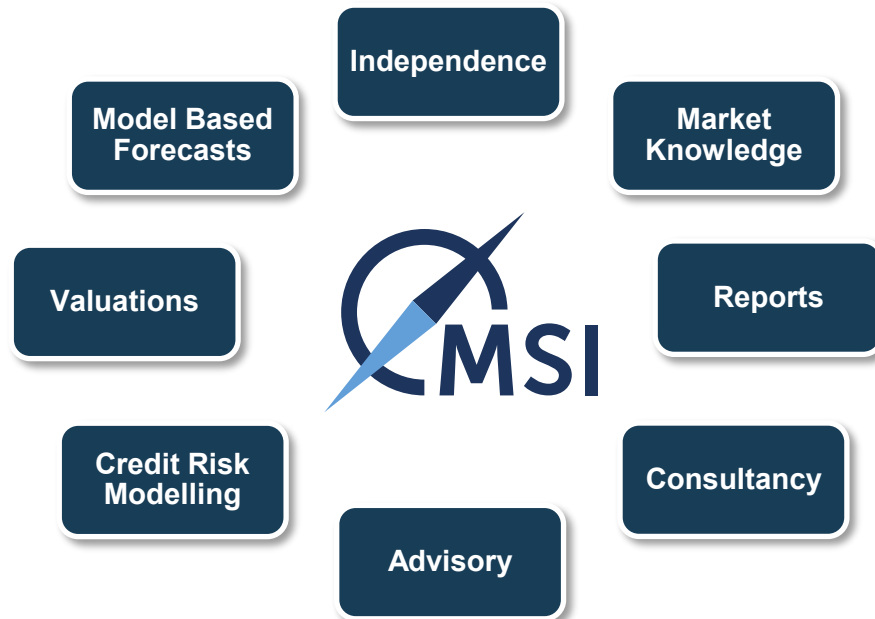 Independence
Model Based
Forecasts
Market
Knowledge
Valuations
Reports
MSI
Credit Risk
Modelling
Consultancy
Advisory